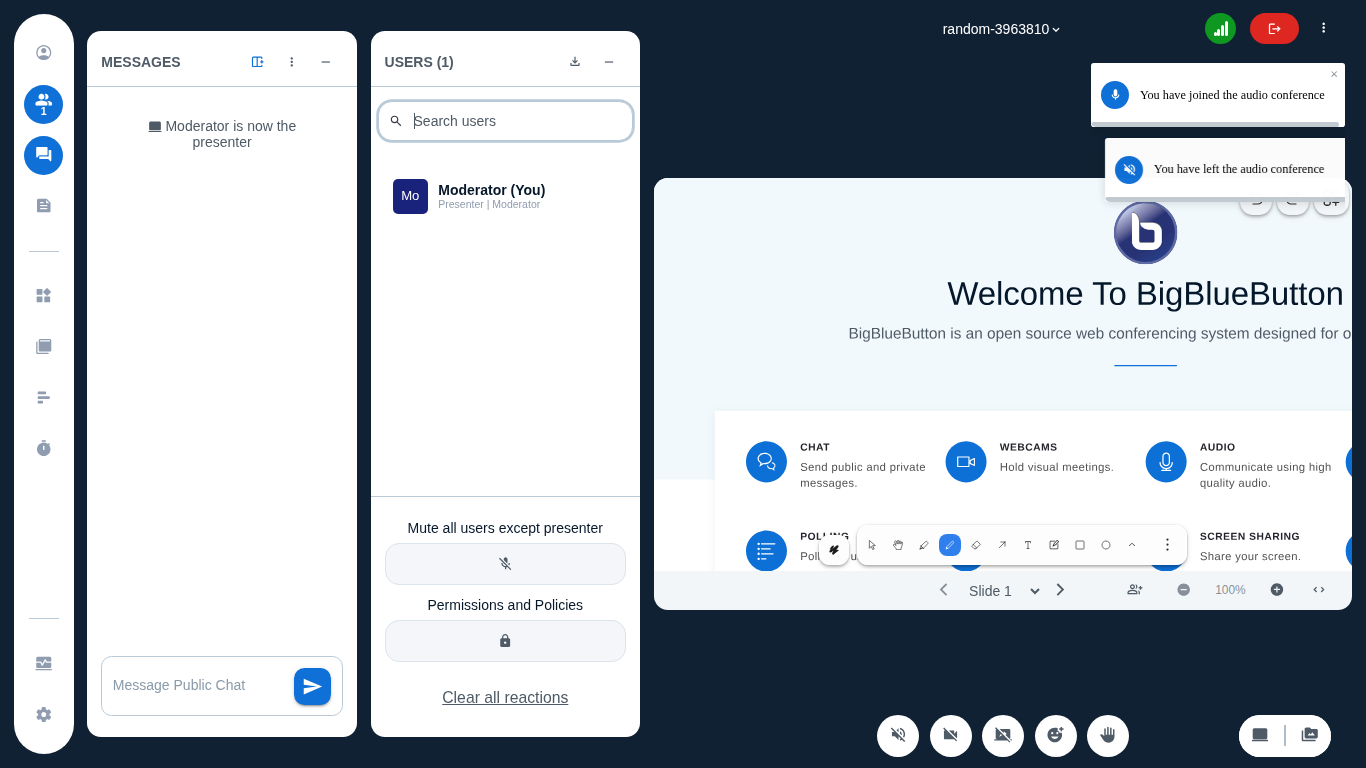 random-3963810
1
MESSAGES
Moderator is now the
presenter
Message Public Chat
USERS (1)
Search users
Mo
Moderator (You)
Presenter | Moderator
Mute all users except presenter
Permissions and Policies
Clear all reactions
You have joined the audio conference
You have left the audio conference
Welcome To BigBlueButton
BigBlueButton is an open source web conferencing system designed for
CHAT
Send public and private
messages.
WEBCAMS
Hold visual meetings.
AUDIO
Communicate using high
quality audio.
POLLING
SCREEN SHARING
Share your screen.
Slide 1
100%